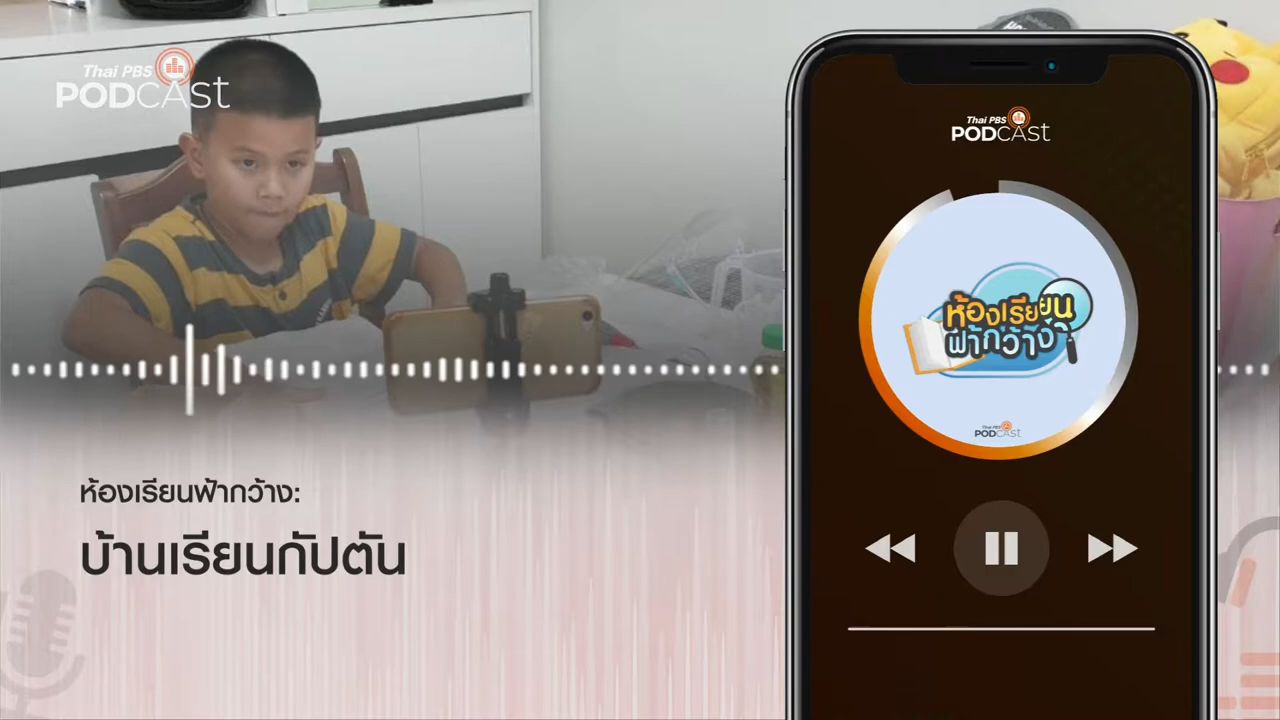 Thai PBS
PODCAST
Thai PBS
PODCAST
ห้องเรียน
ฟ้ากว้าง
Thai PBS
PODCAST
ห้องเรียนฟ้ากว้าง:
บ้านเรียนกัปตัน